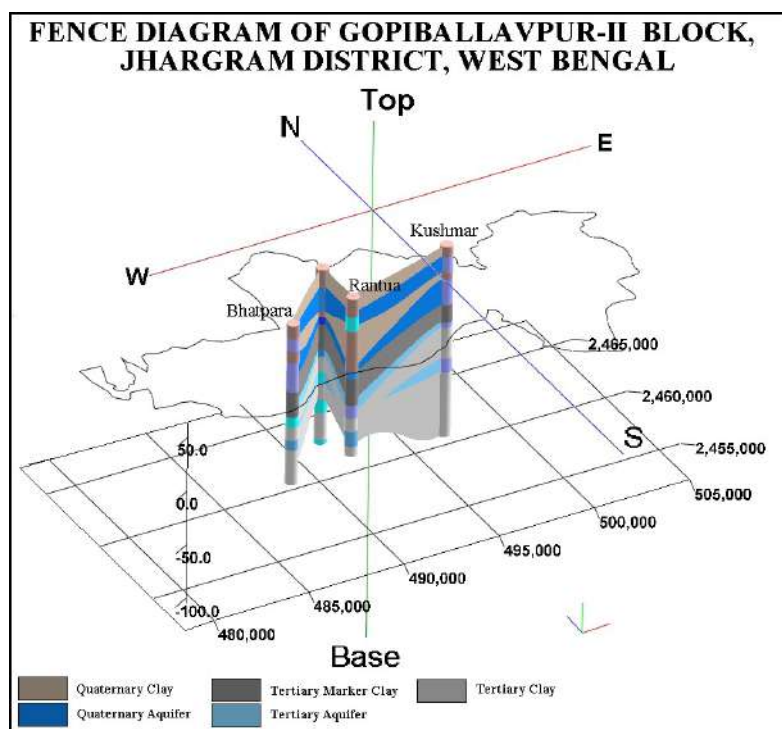 FENCE DIAGRAM OF GOPIBALLAVPUR-II BLOCK,
JHARGRAM DISTRICT, WEST BENGAL
Top
N
E
Kushmar
W
Rantua
Bhatpara
2,465,000
2,460,000
S
2,455,000
50.0
505,000
0.0
500,000
495,000
-50.0
490,000
485,000
-100.0
480,000
Base
Quaternary Clay
Tertiary Marker Clay
Tertiary Clay
Quaternary Aquifer
Tertiary Aquifer